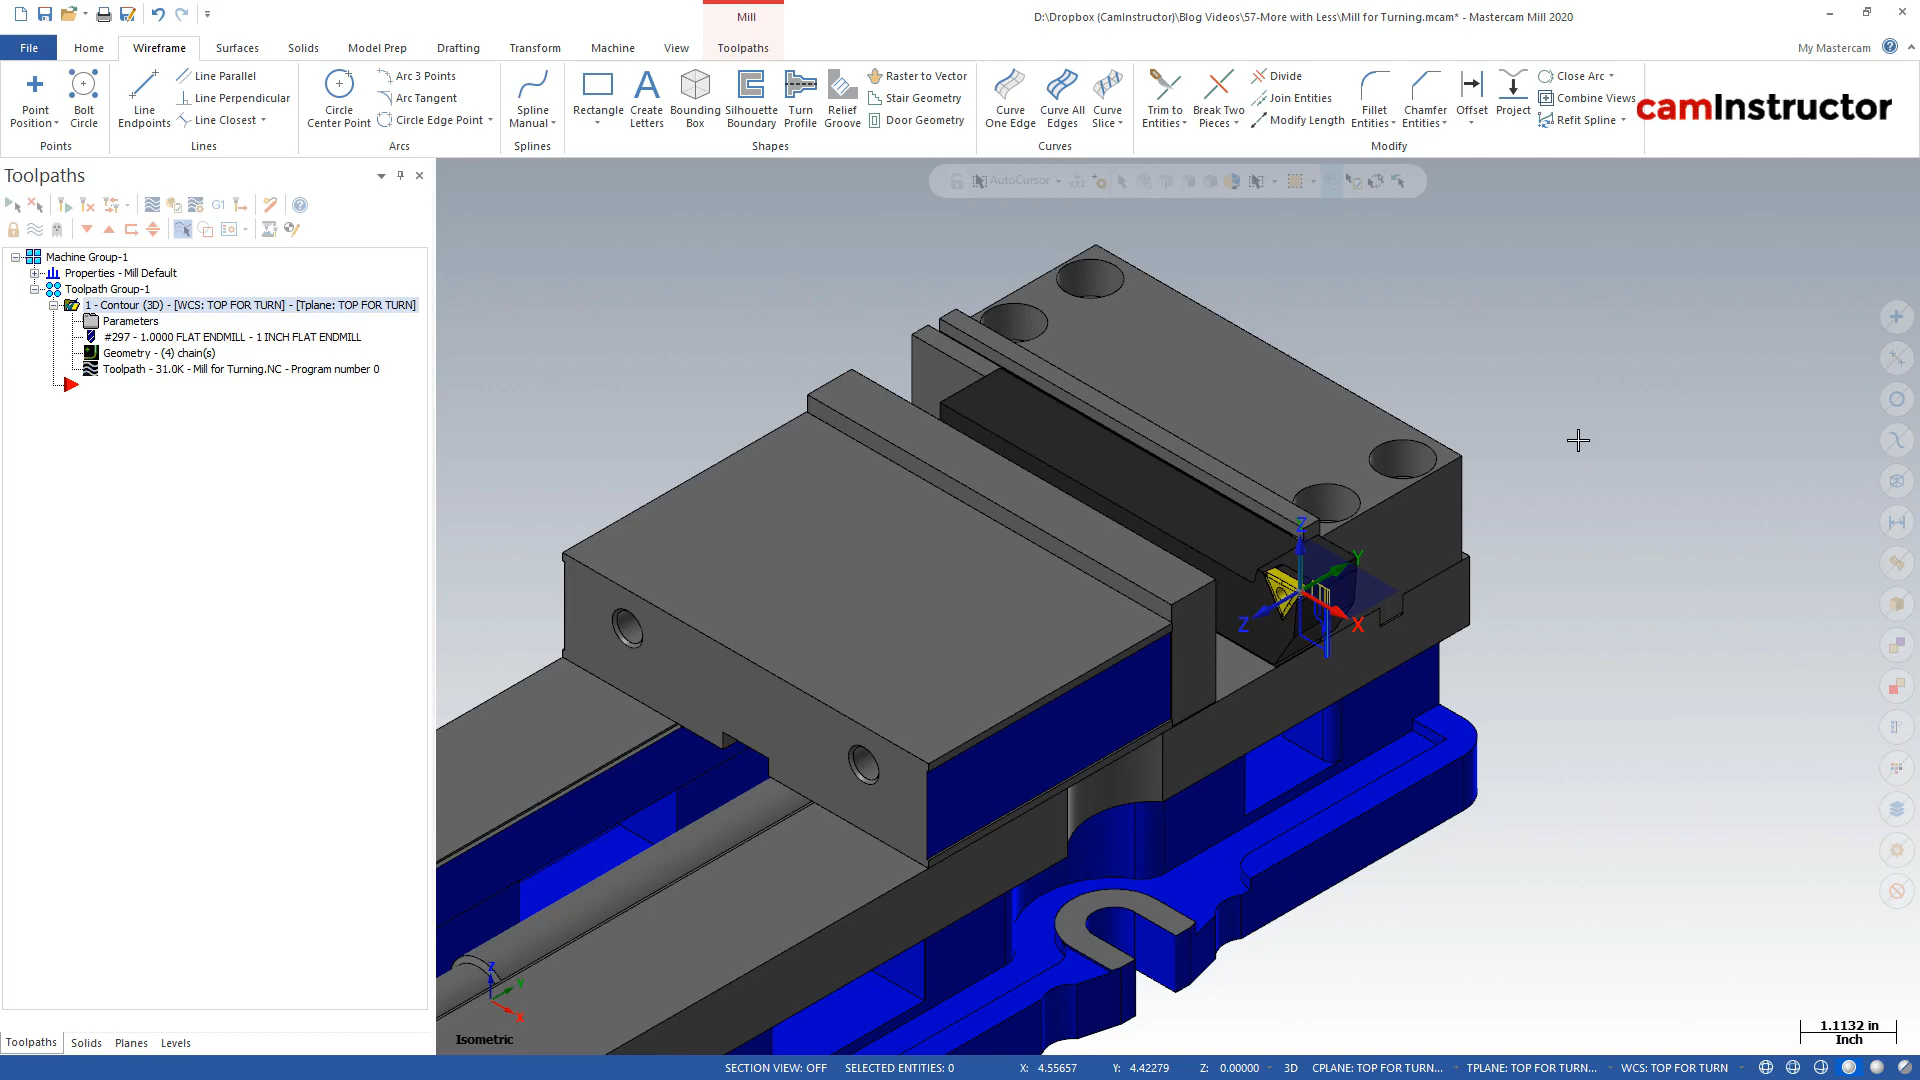 Mill
D:\Dropbox (CamInstructor)\Blog Videos\57-More with Less\Mill for Turning.mcam* - Mastercam Mill 2020
File
Home
Wireframe
Surfaces
Solids
Model Prep
Drafting
Transform
Machine
View
Toolpaths
My Mastercam
Point
Position
Bolt
Circle
Points
Line
Endpoints
Line Parallel
Line Perpendicular
Line Closest
Lines
Circle
Center Point
Arc 3 Points
Arc Tangent
Circle Edge Point
Arcs
Spline
Manual
Splines
Rectangle
Create
Letters
Bounding
Box
Silhouette
Boundary
Turn
Profile
Relief
Groove
Raster to Vector
Stair Geometry
Door Geometry
Shapes
Curve
One Edge
Curve All
Edges
Curve
Slice
Curves
Trim to
Entities
Break Two
Pieces
Divide
Join Entities
Modify Length
Fillet
Entities
Chamfer
Entities
Offset
Project
Close Arc
Combine Views
Refit Spline
Modify
camInstructor
Toolpaths
G1
Machine Group-1
Properties - Mill Default
Toolpath Group-1
1 - Contour (3D) - [WCS: TOP FOR TURN] - [Tplane: TOP FOR TURN]
Parameters
#297 - 1.0000 FLAT ENDMILL - 1 INCH FLAT ENDMILL
Geometry - (4) chain(s)
Toolpath - 31.0K - Mill for Turning.NC - Program number 0
AutoCursor
Z
Y
Z
X
Z
Y
X
Isometric
1.1132 in
Inch
Toolpaths
Solids
Planes
Levels
SECTION VIEW: OFF
SELECTED ENTITIES: 0
X: 4.55657
Y: 4.42279
Z: 0.00000
3D
CPLANE: TOP FOR TURN...
TPLANE: TOP FOR TURN...
WCS: TOP FOR TURN